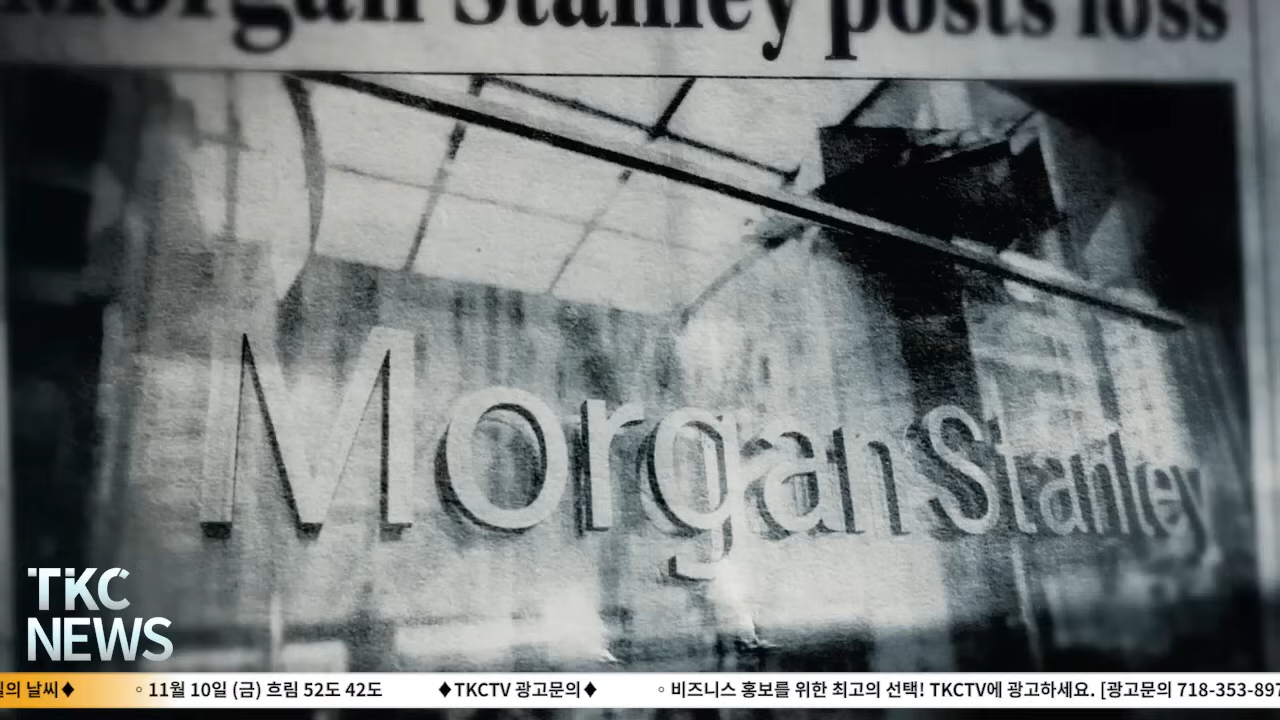 Morgan Stanley posts loss
Morgan Stanley
TKC
NEWS
일의 날씨♦ ◦ 11월 10일 (금) 흐림 52도 42도 ♦TKCTV 광고문의♦ ◦ 비즈니스 홍보를 위한 최고의 선택! TKCTV에 광고하세요. [광고문의 718-353-897